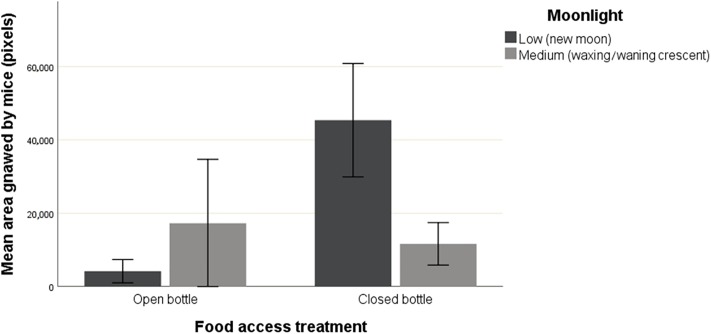 Mean area gnawed by mice (pixels)
60,000
40,000
20,000
0
Open bottle
Closed bottle
Food access treatment
Moonlight
Low (new moon)
Medium (waxing/waning crescent)